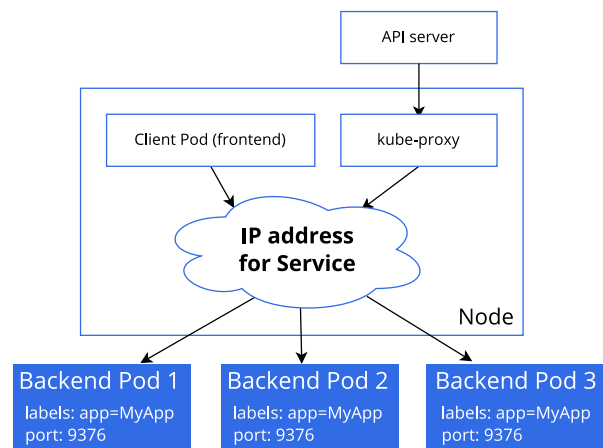 API server
Client Pod (frontend)
kube-proxy
IP address
for Service
Node
Backend Pod 1
labels: app=MyApp
port: 9376
Backend Pod 2
labels: app=MyApp
port: 9376
Backend Pod 3
labels: app=MyApp
port: 9376